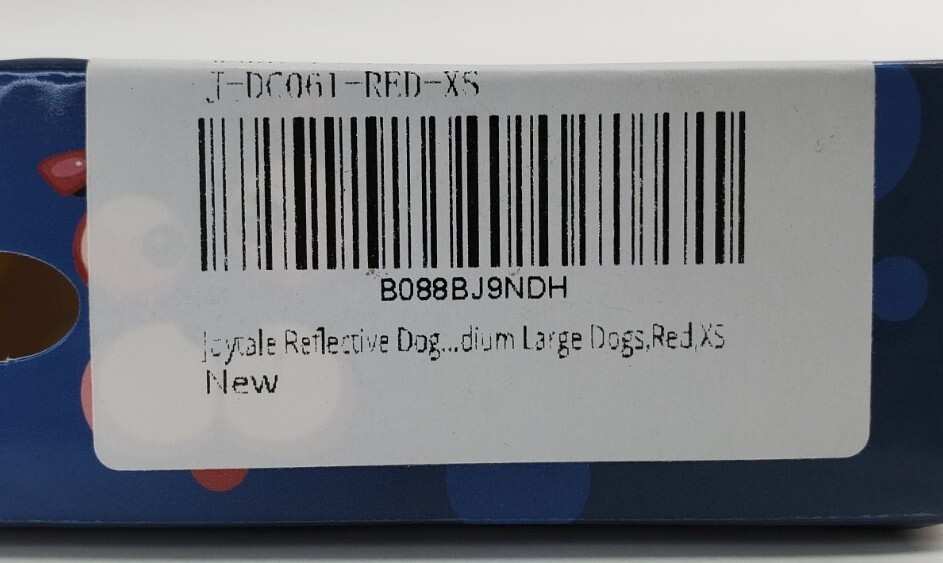 J-DC061-RED-XS
B088BJ9NDH
Joytale Reflective Dog...dium Large Dogs,Red,XS
New